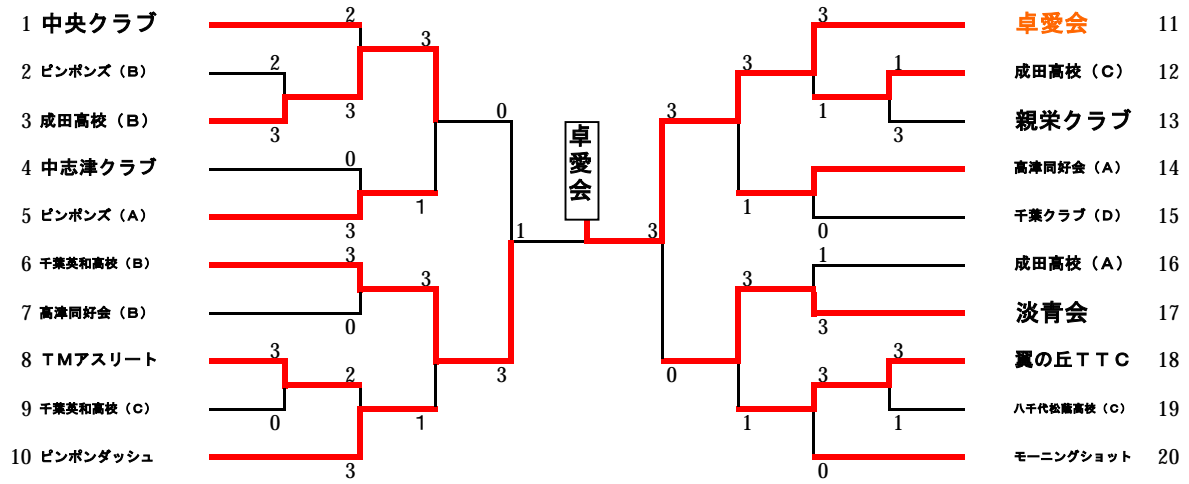 1 中央クラブ
2 ピンポンズ（B）
3 成田高校（B）
4 中志津クラブ
5 ピンポンズ（A）
6 千葉英和高校（B）
7 高津同好会（B）
8 TMアスリート
9 千葉英和高校（C）
10 ピンポンダッシュ
2
2
3
3
3
0
3
1
3
0
3
0
2
3
3
1
0
3
1
卓愛会
3
3
0
3
1
3
1
3
1
1
3
0
1
3
3
0
3
1
卓愛会 11
成田高校（C） 12
親栄クラブ 13
高津同好会（A） 14
千葉クラブ（D） 15
成田高校（A） 16
淡青会 17
翼の丘TTC 18
八千代松蔭高校（C） 19
モーニングショット 20